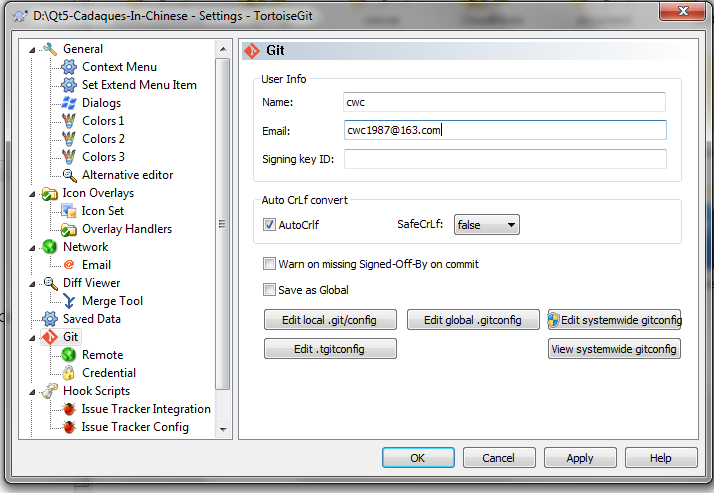 D:\Qt5-Cadaques-In-Chinese - Settings - TortoiseGit
General
Context Menu
Set Extend Menu Item
Dialogs
Colors 1
Colors 2
Colors 3
Alternative editor
Icon Overlays
Icon Set
Overlay Handlers
Network
Email
Diff Viewer
Merge Tool
Saved Data
Git
Remote
Credential
Hook Scripts
Issue Tracker Integration
Issue Tracker Config
Git
User Info
Name: cwc
Email: cwc1987@163.com
Signing key ID:
Auto CrLf convert
AutoCrlf SafeCrLf: false
Warn on missing Signed-Off-By on commit
Save as Global
Edit local .git/config Edit global .gitconfig Edit systemwide gitconfig
Edit .tgitconfig View systemwide gitconfig
OK Cancel Apply Help